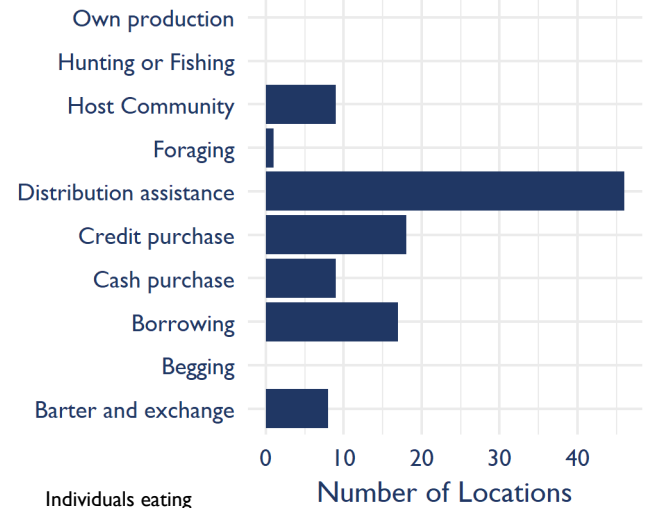 Own production
Hunting or Fishing
Host Community
Foraging
Distribution assistance
Credit purchase
Cash purchase
Borrowing
Begging
Barter and exchange
0 10 20 30 40
Number of Locations
Individuals eating